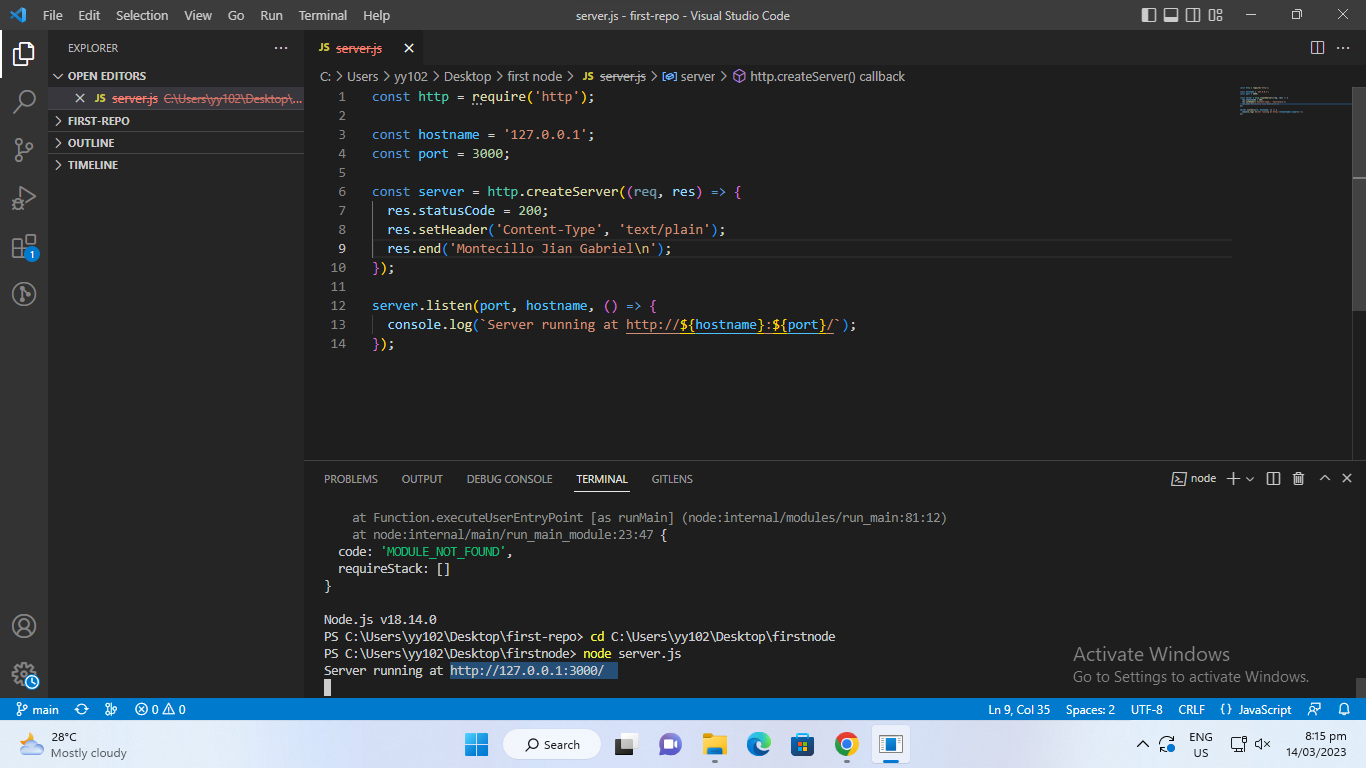 File Edit Selection View Go Run Terminal Help server.js - first-repo - Visual Studio Code
EXPLORER
OPEN EDITORS
JS server.js C:\Users\yy102\Desktop\...
FIRST-REPO
OUTLINE
TIMELINE
1
JS server.js
C: > Users > yy102 > Desktop > first node > JS server.js > server > http.createServer() callback
1 const http = require('http');
2
3 const hostname = '127.0.0.1';
4 const port = 3000;
5
6 const server = http.createServer((req, res) => {
7 res.statusCode = 200;
8 res.setHeader('Content-Type', 'text/plain');
9 res.end('Montecillo Jian Gabriel\n');
10 });
11
12 server.listen(port, hostname, () => {
13 console.log(`Server running at http://${hostname}:${port}/`);
14 });
PROBLEMS OUTPUT DEBUG CONSOLE TERMINAL GITLENS node
at Function.executeUserEntryPoint [as runMain] (node:internal/modules/run_main:81:12)
at node:internal/main/run_main_module:23:47 {
code: 'MODULE_NOT_FOUND',
requireStack: []
}
Node.js v18.14.0
PS C:\Users\yy102\Desktop\first-repo> cd C:\Users\yy102\Desktop\firstnode
PS C:\Users\yy102\Desktop\firstnode> node server.js
Server running at http://127.0.0.1:3000/
Activate Windows
Go to Settings to activate Windows.
main 0 0 Ln 9, Col 35 Spaces: 2 UTF-8 CRLF {} JavaScript
28°C
Mostly cloudy
Search
ENG
US
8:15 pm
14/03/2023